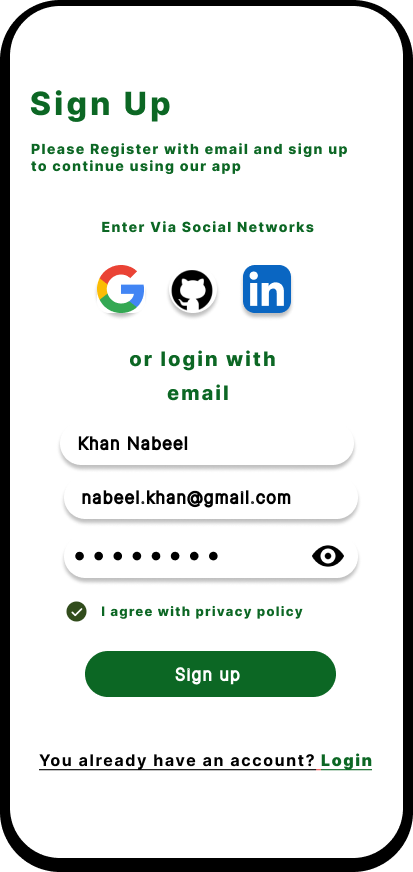 Sign Up
Please Register with email and sign up
to continue using our app
Enter Via Social Networks
in
or login with
email
Khan Nabeel
nabeel.khan@gmail.com
I agree with privacy policy
Sign up
You already have an account? Login